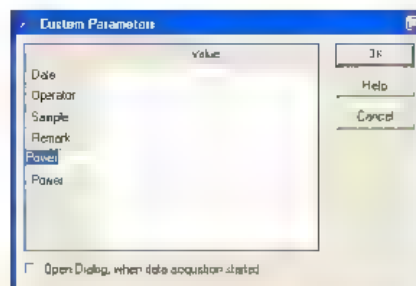 Custom Parameters
Value
OK
Date
Help
Operator
Sample
Cancel
Remark
Power
Power
Open Dialog, when data acquisition started